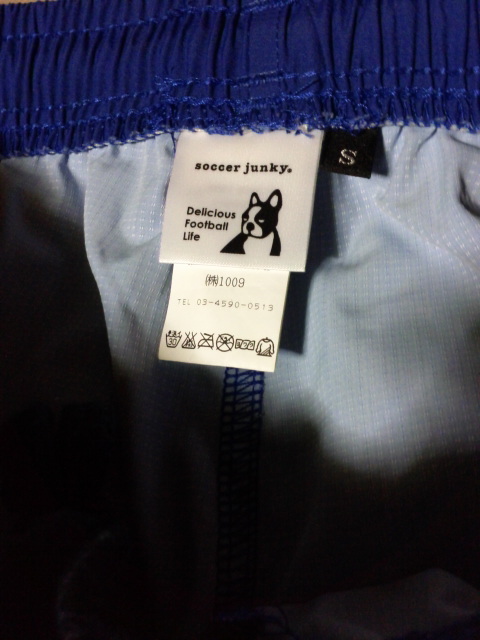 soccer junky®
S
Delicious
Football
Life
㈱1009
TEL 03-4590-0513